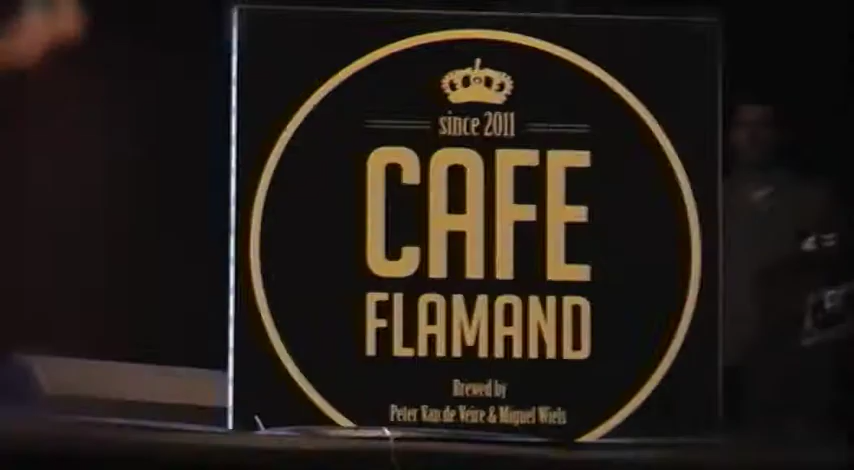 since 2011
CAFE
FLAMAND
Brewed by
Peter Van de Veire & Miguel Wiels